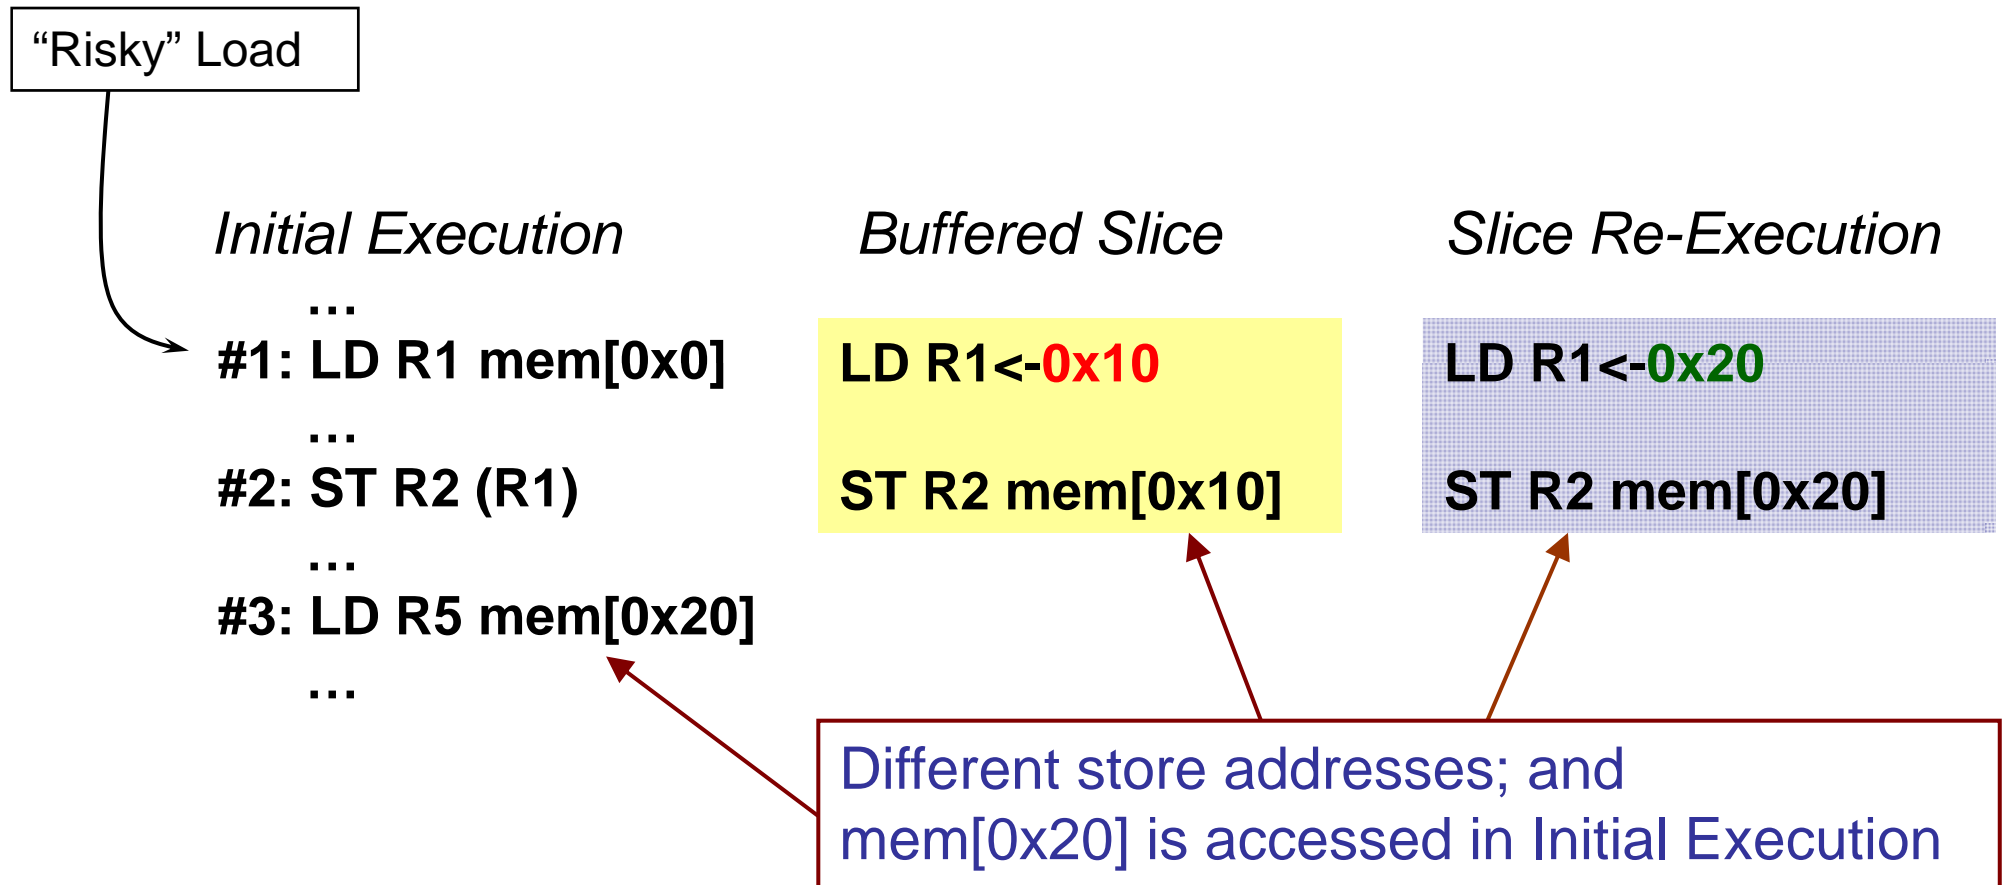 “Risky” Load
Initial Execution
…
#1: LD R1 mem[0x0]
…
#2: ST R2 (R1)
…
#3: LD R5 mem[0x20]
…
Buffered Slice
LD R1<-0x10
ST R2 mem[0x10]
Slice Re-Execution
LD R1<-0x20
ST R2 mem[0x20]
Different store addresses; and
mem[0x20] is accessed in Initial Execution